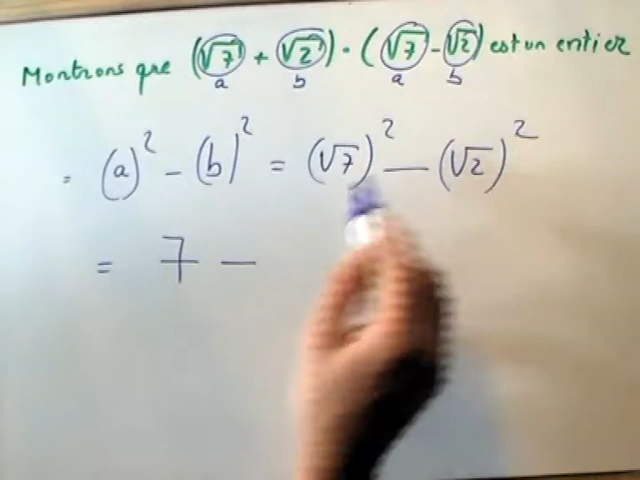 Montrons que (√7 + √2) • (√7 - √2) est un entier
a b a b
= (a)² - (b)² = (√7)² - (√2)²
= 7 -